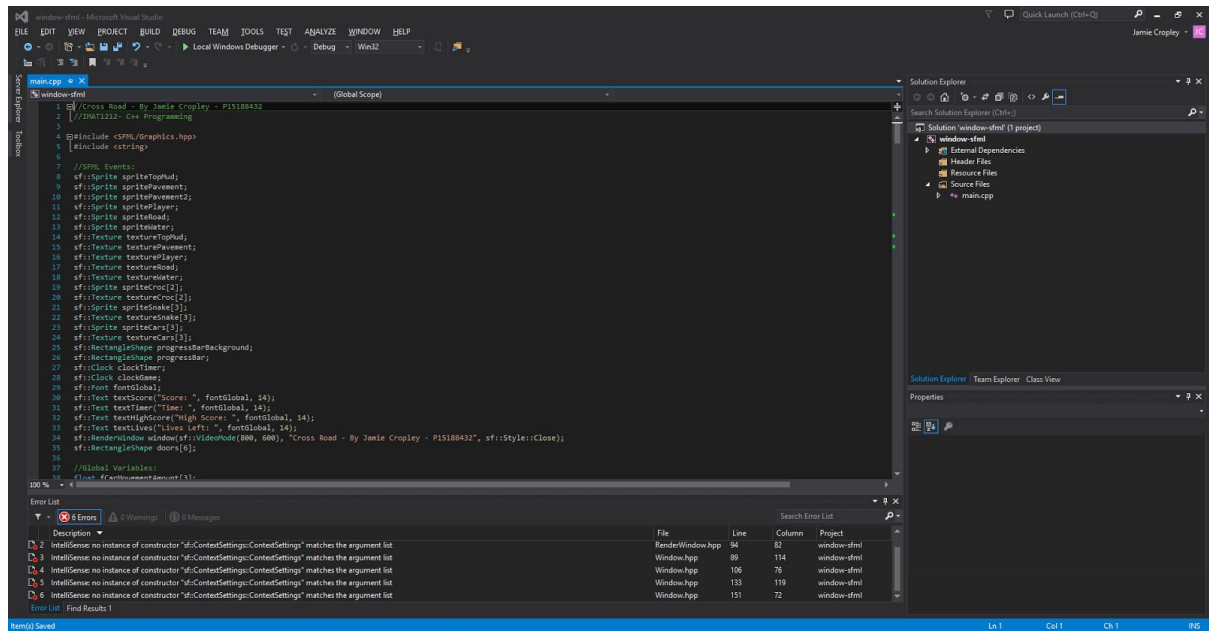 window-sfml - Microsoft Visual Studio
Quick Launch (Ctrl+Q)
FILE EDIT VIEW PROJECT BUILD DEBUG TEAM TOOLS TEST ANALYZE WINDOW HELP
Jamie Cropley JC
Local Windows Debugger Debug Win32
Server Explorer
Toolbox
main.cpp
window-sfml (Global Scope)
1 //Cross Road - By Jamie Cropley - P15188432
2 //IMAT1212- C++ Programming
3
4 #include <SFML/Graphics.hpp>
5 #include <string>
6
7 //SFML Events:
8 sf::Sprite spriteTopMud;
9 sf::Sprite spritePavement;
10 sf::Sprite spritePavement2;
11 sf::Sprite spritePlayer;
12 sf::Sprite spriteRoad;
13 sf::Sprite spriteWater;
14 sf::Texture textureTopMud;
15 sf::Texture texturePavement;
16 sf::Texture texturePlayer;
17 sf::Texture textureRoad;
18 sf::Texture textureWater;
19 sf::Sprite spriteCroc[2];
20 sf::Texture textureCroc[2];
21 sf::Sprite spriteSnake[3];
22 sf::Texture textureSnake[3];
23 sf::Sprite spriteCars[3];
24 sf::Texture textureCars[3];
25 sf::RectangleShape progressBarBackground;
26 sf::RectangleShape progressBar;
27 sf::Clock clockTimer;
28 sf::Clock clockGame;
29 sf::Font fontGlobal;
30 sf::Text textScore("Score: ", fontGlobal, 14);
31 sf::Text textTimer("Time: ", fontGlobal, 14);
32 sf::Text textHighScore("High Score: ", fontGlobal, 14);
33 sf::Text textLives("Lives Left: ", fontGlobal, 14);
34 sf::RenderWindow window(sf::VideoMode(800, 600), "Cross Road - By Jamie Cropley - P15188432", sf::Style::Close);
35 sf::RectangleShape doors[6];
36
37 //Global Variables:
38 float fCarMovementAmount[3];
100 %
Solution Explorer
Search Solution Explorer (Ctrl+;)
Solution 'window-sfml' (1 project)
window-sfml
External Dependencies
Header Files
Resource Files
Source Files
main.cpp
Solution Explorer Team Explorer Class View
Properties
Error List
6 Errors 0 Warnings 0 Messages Search Error List
Description File Line Column Project
2 IntelliSense: no instance of constructor "sf::ContextSettings::ContextSettings" matches the argument list RenderWindow.hpp 94 82 window-sfml
3 IntelliSense: no instance of constructor "sf::ContextSettings::ContextSettings" matches the argument list Window.hpp 89 114 window-sfml
4 IntelliSense: no instance of constructor "sf::ContextSettings::ContextSettings" matches the argument list Window.hpp 106 76 window-sfml
5 IntelliSense: no instance of constructor "sf::ContextSettings::ContextSettings" matches the argument list Window.hpp 133 119 window-sfml
6 IntelliSense: no instance of constructor "sf::ContextSettings::ContextSettings" matches the argument list Window.hpp 151 72 window-sfml
Error List Find Results 1
Item(s) Saved Ln 1 Col 1 Ch 1 INS